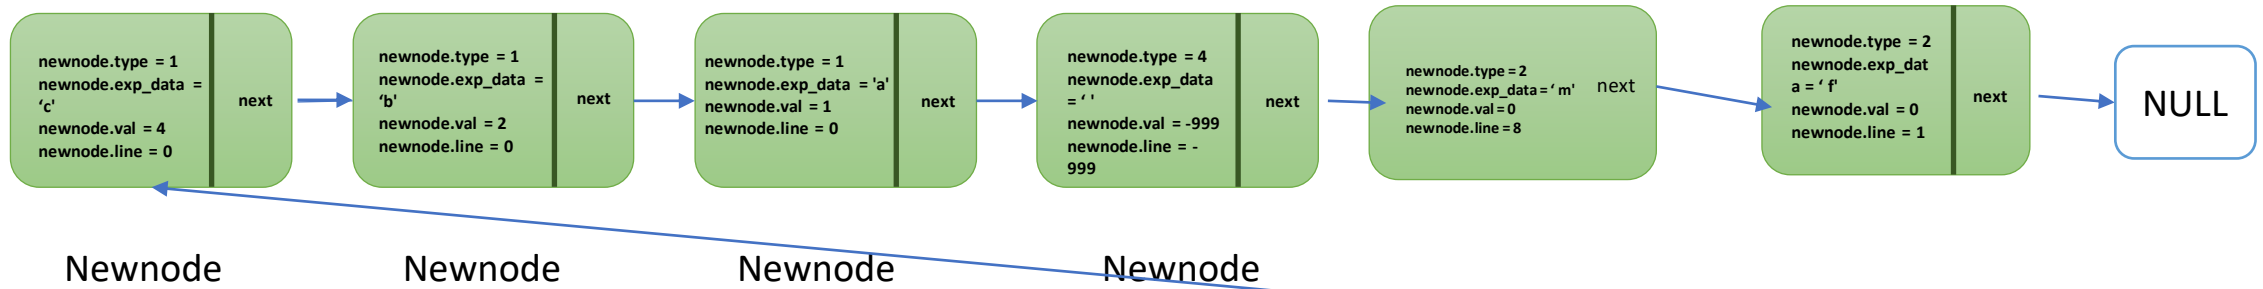 newnode.type = 1
newnode.exp_data =
‘c'
newnode.val = 4
newnode.line = 0
next
newnode.type = 1
newnode.exp_data =
‘b'
newnode.val = 2
newnode.line = 0
next
newnode.type = 1
newnode.exp_data = 'a'
newnode.val = 1
newnode.line = 0
next
newnode.type = 4
newnode.exp_data
= ‘ '
newnode.val = -999
newnode.line = -
999
next
newnode.type = 2
newnode.exp_data = ‘ m'
newnode.val = 0
newnode.line = 8
next
newnode.type = 2
newnode.exp_dat
a = ‘ f'
newnode.val = 0
newnode.line = 1
next
NULL
Newnode
Newnode
Newnode
Newnode